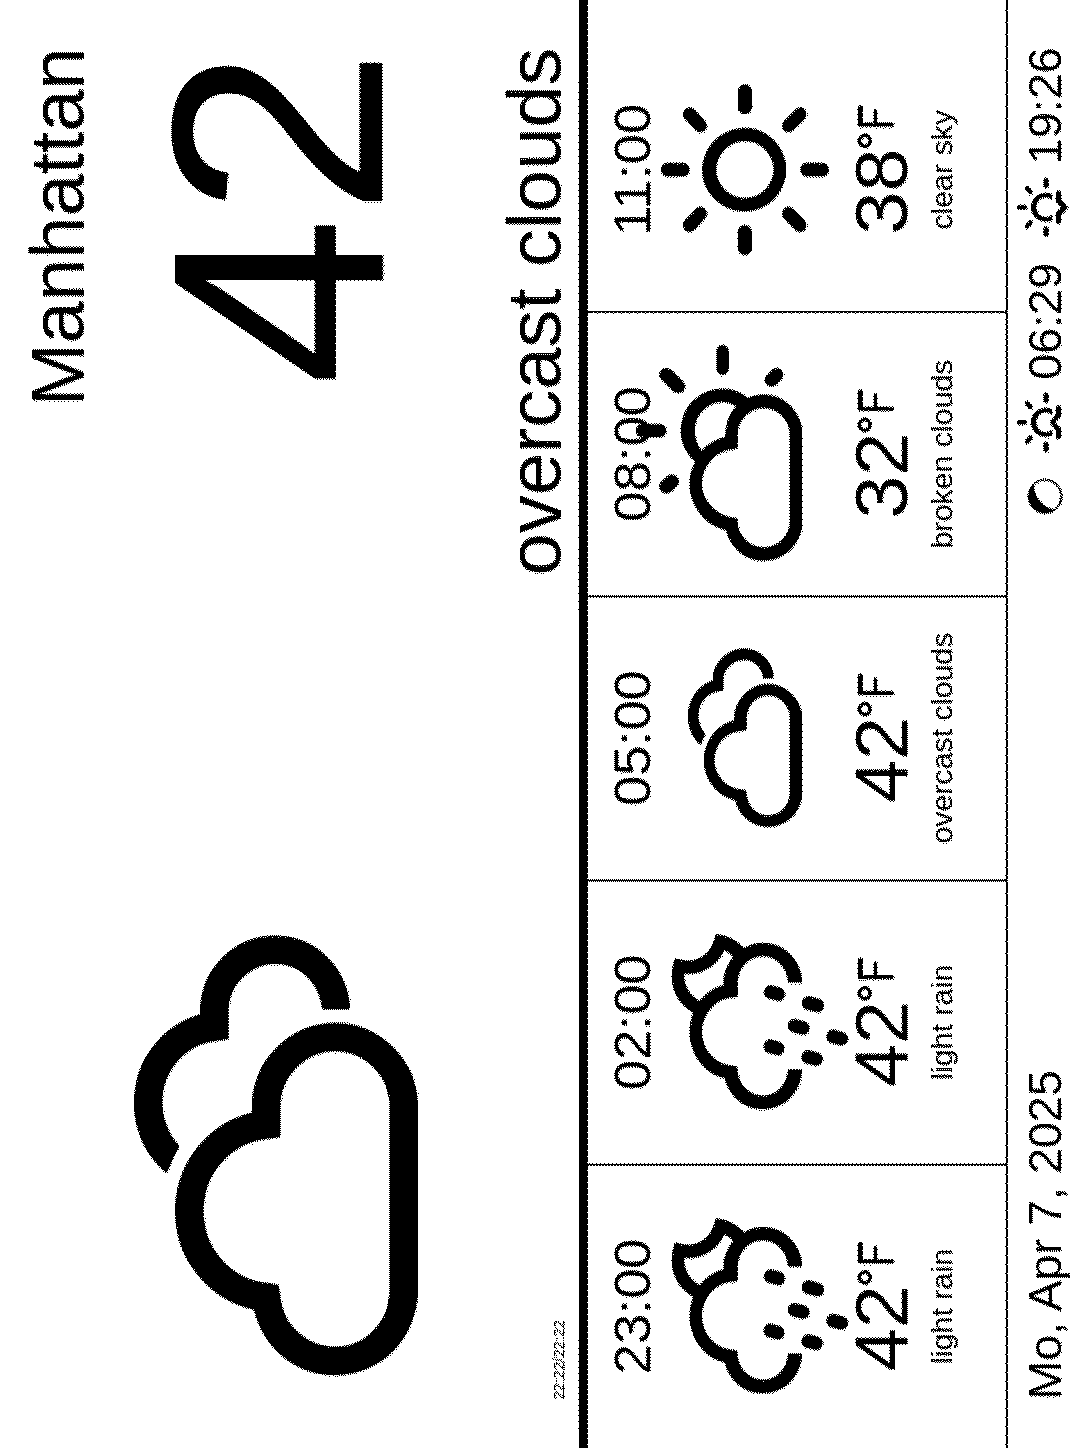 Manhattan
42
overcast clouds
22:22/22:22
23:00 02:00 05:00 08:00 11:00
42°F 42°F 42°F 32°F 38°F
light rain light rain overcast clouds broken clouds clear sky
Mo, Apr 7, 2025 06:29 19:26